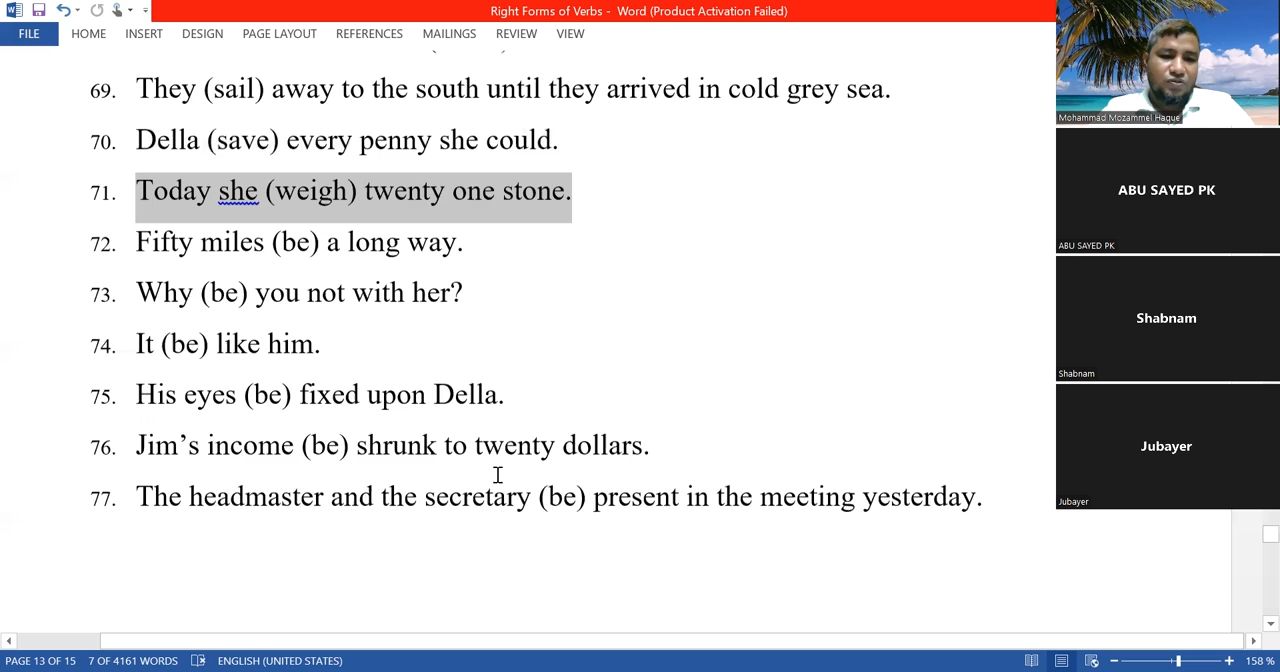 Right Forms of Verbs - Word (Product Activation Failed)
FILE HOME INSERT DESIGN PAGE LAYOUT REFERENCES MAILINGS REVIEW VIEW
69. They (sail) away to the south until they arrived in cold grey sea.
70. Della (save) every penny she could.
71. Today she (weigh) twenty one stone.
72. Fifty miles (be) a long way.
73. Why (be) you not with her?
74. It (be) like him.
75. His eyes (be) fixed upon Della.
76. Jim’s income (be) shrunk to twenty dollars.
77. The headmaster and the secretary (be) present in the meeting yesterday.
Mohammad Mozammel Haque
ABU SAYED PK
ABU SAYED PK
Shabnam
Shabnam
Jubayer
Jubayer
PAGE 13 OF 15 7 OF 4161 WORDS ENGLISH (UNITED STATES) 158 %